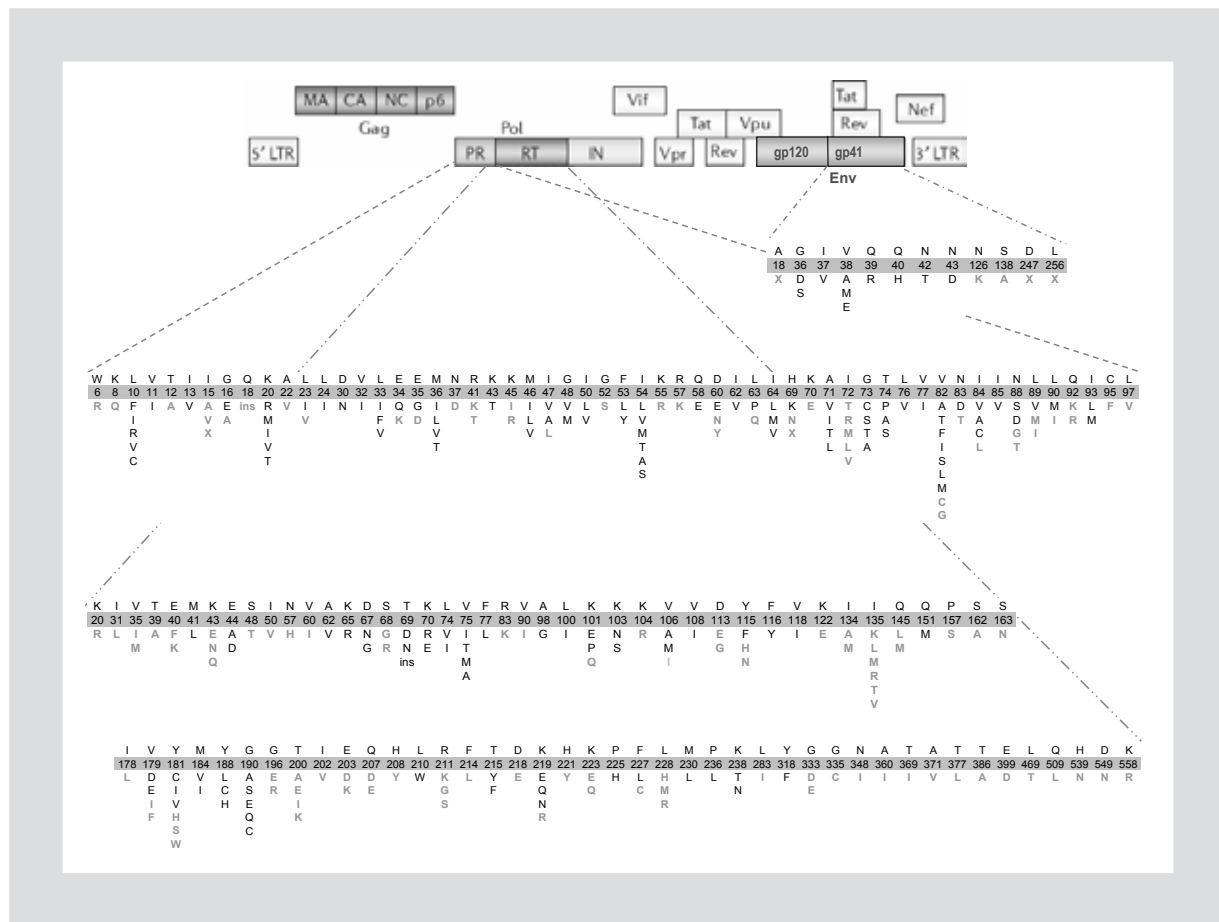 MA CA NC p6 Vif Tat Nef
Gag Pol Tat Vpu Rev
5' LTR PR RT IN Vpr Rev gp120 gp41 3' LTR
Env
A G I V Q Q N N N S D L
18 36 37 38 39 40 42 43 126 138 247 256
X D V A R H T D K A X X
S M
E
W K L V T I I G Q K A L L D V L E E M N R K K M I G I G F I K R Q D I L I H K A I G T L V V N I I N L L Q I C L
6 8 10 11 12 13 15 16 18 20 22 23 24 30 32 33 34 35 36 37 41 43 45 46 47 48 50 51 53 54 55 57 58 60 62 63 64 69 70 71 72 73 74 76 77 82 83 84 85 88 89 90 92 93 95 97
R Q F I A V A E ins R V I I N I I Q G I D K T I I V V L S L L R K E E V P L K E V T C P V I A D V V S V M K L F V
I V A M V F K D L T R L A M V Y V N Q M N I R S A T T A D M I R M
R X I V V V L M Y V X T M T S F C G I
V V T T L L A I L T
C T A V S
S L
M
C
G
K I V T E M K E S I N V A K D S T K L V F R V A L K K K V V D Y F V K I I Q Q P S S
20 31 35 39 40 41 43 44 48 50 57 62 65 67 68 69 70 74 75 77 83 90 98 100 101 103 104 106 108 113 115 116 118 122 134 135 145 151 157 162 163
R L I A F L E A T V H I V R N G D R V I L K I G I E N R A I E F Y I E A K L M S A N
M K N D G R N E I T P S M G H M L M
Q ins M Q I N M
A R
T
V
I V Y M Y G G T I E Q H L R F T D K H K P F L M P K L Y G G N A T A T T E L Q H D K
178 179 181 184 188 190 196 200 202 203 207 208 210 211 214 215 218 219 221 223 225 227 228 230 234 238 283 318 333 335 348 360 369 371 377 386 399 469 509 539 547 558
L D C V L A E A V D D Y W K L Y E E Y E H L H L L T I F D C I I I V L A D T L N N R
E I I C S R E K E G F Q Q C M N E
I V H E I S N R
F H Q K R
S C
W